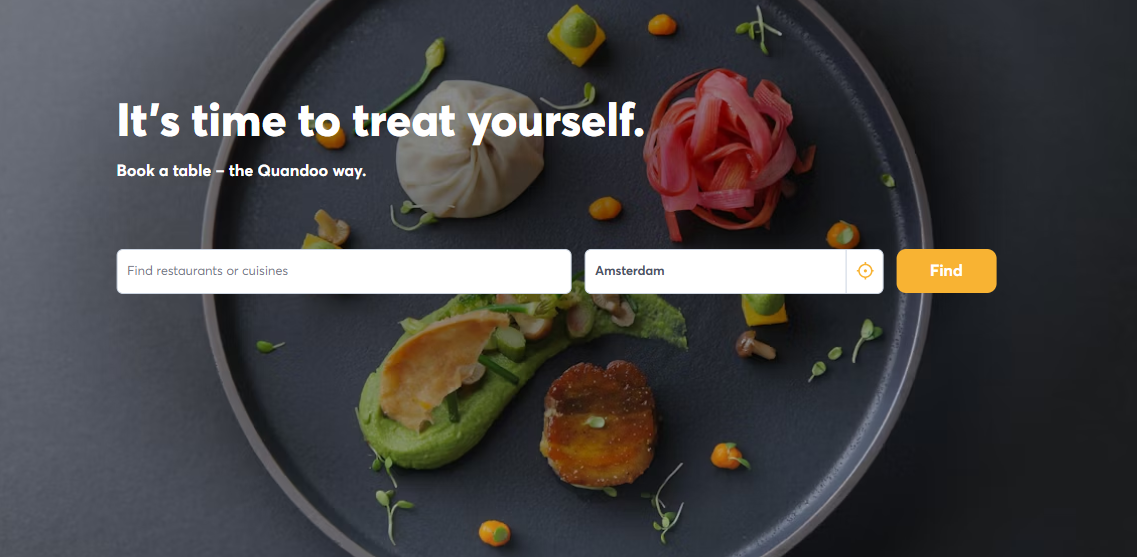 It's time to treat yourself.
Book a table – the Quandoo way.
Find restaurants or cuisines
Amsterdam
Find